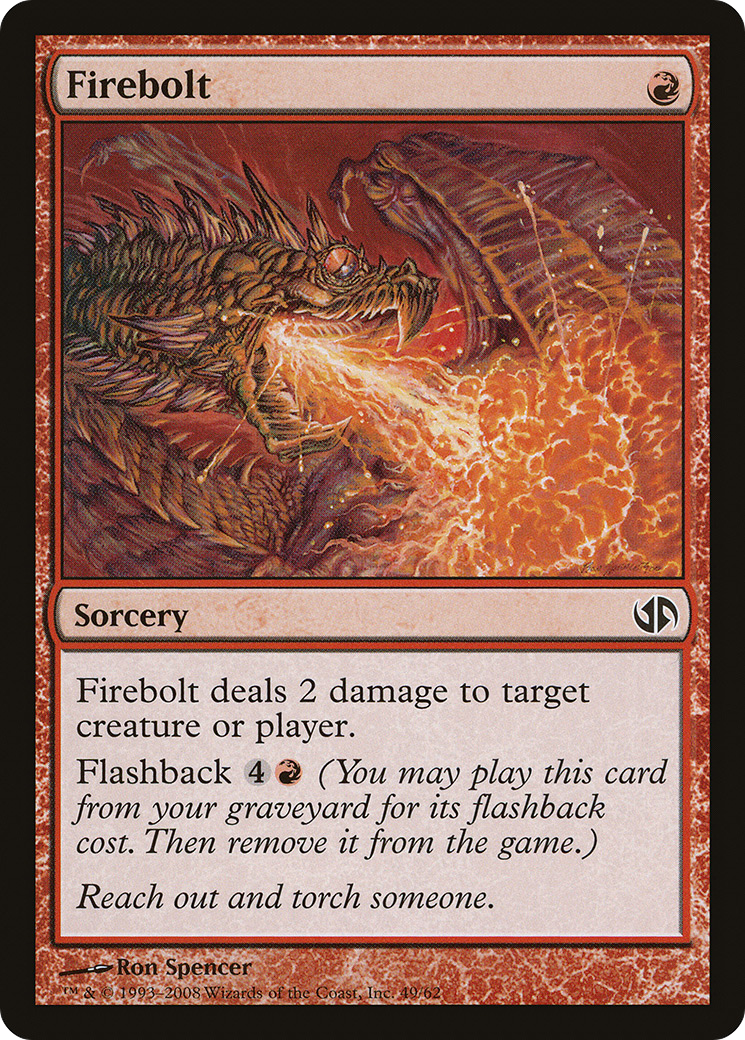 Firebolt
Sorcery
Firebolt deals 2 damage to target
creature or player.
Flashback 4 (You may play this card
from your graveyard for its flashback
cost. Then remove it from the game.)
Reach out and torch someone.
Ron Spencer
™ & © 1993–2008 Wizards of the Coast, Inc. 49/62